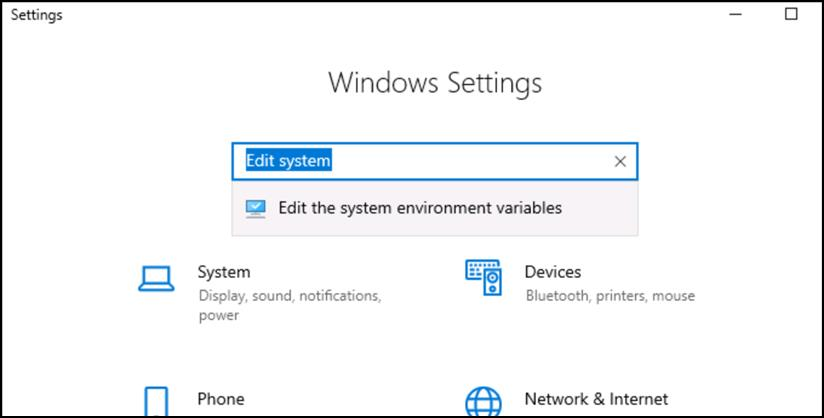 Settings
Windows Settings
Edit system
Edit the system environment variables
System
Display, sound, notifications,
power
Devices
Bluetooth, printers, mouse
Phone
Network & Internet